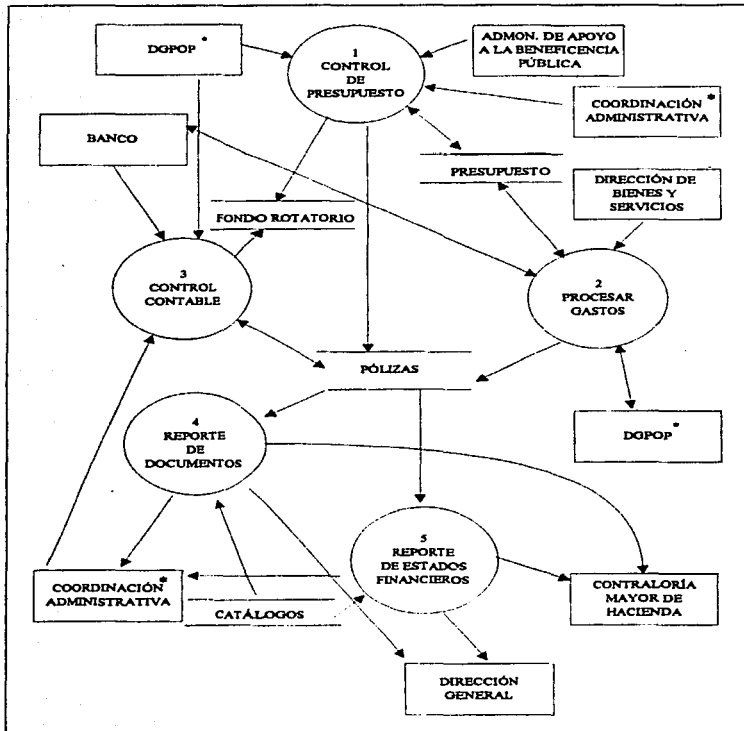 DGPOP *
1
CONTROL
DE
PRESUPUESTO
ADMON. DE APOYO
A LA BENEFICENCIA
PÚBLICA
COORDINACIÓN *
ADMINISTRATIVA
BANCO
PRESUPUESTO
DIRECCIÓN DE
BIENES Y
SERVICIOS
FONDO ROTATORIO
3
CONTROL
CONTABLE
2
PROCESAR
GASTOS
PÓLIZAS
4
REPORTE
DE
DOCUMENTOS
DGPOP *
5
REPORTE
DE ESTADOS
FINANCIEROS
COORDINACIÓN *
ADMINISTRATIVA
CATÁLOGOS
CONTRALORÍA
MAYOR DE
HACIENDA
DIRECCIÓN
GENERAL